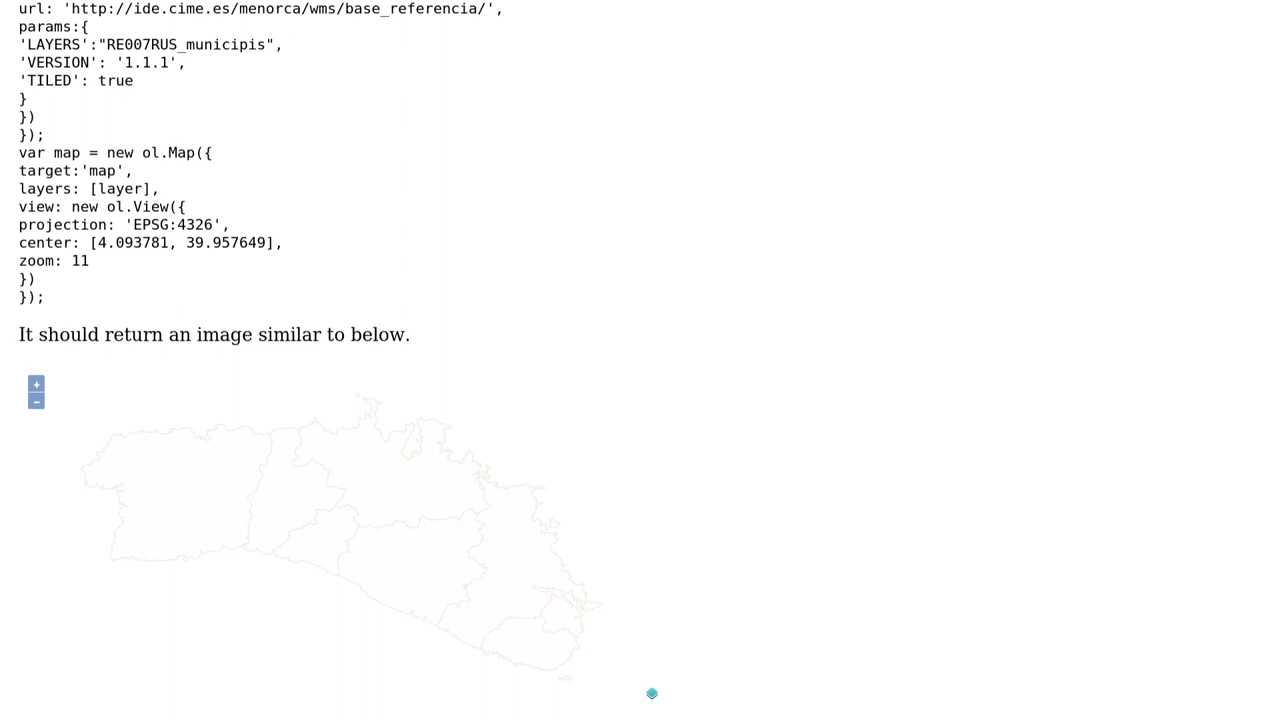 url: 'http://ide.cime.es/menorca/wms/base_referencia/',
params:{
'LAYERS':"RE007RUS_municipis",
'VERSION': '1.1.1',
'TILED': true
}
})
});
var map = new ol.Map({
target:'map',
layers: [layer],
view: new ol.View({
projection: 'EPSG:4326',
center: [4.093781, 39.957649],
zoom: 11
})
});
It should return an image similar to below.
+
−